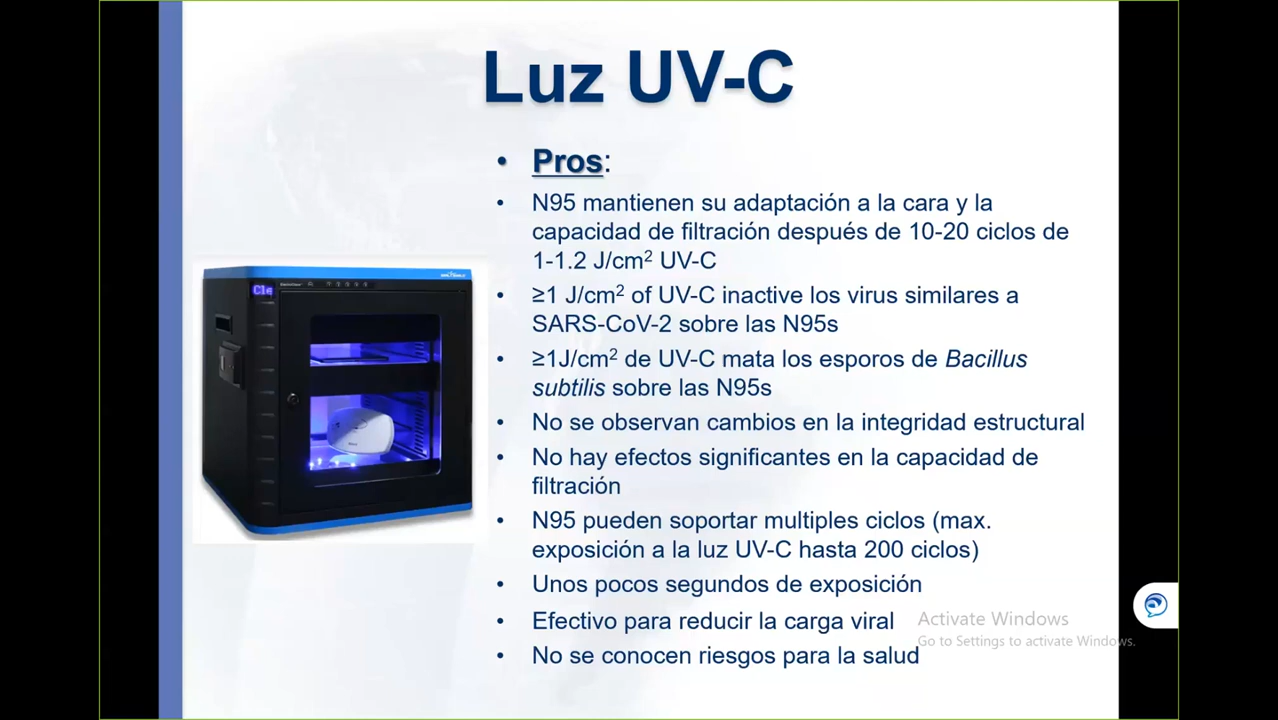 Luz UV-C
• Pros:
• N95 mantienen su adaptación a la cara y la
capacidad de filtración después de 10-20 ciclos de
1-1.2 J/cm² UV-C
• ≥1 J/cm² of UV-C inactive los virus similares a
SARS-CoV-2 sobre las N95s
• ≥1J/cm² de UV-C mata los esporos de Bacillus
subtilis sobre las N95s
• No se observan cambios en la integridad estructural
• No hay efectos significantes en la capacidad de
filtración
• N95 pueden soportar multiples ciclos (max.
exposición a la luz UV-C hasta 200 ciclos)
• Unos pocos segundos de exposición
• Efectivo para reducir la carga viral
• No se conocen riesgos para la salud
Cle
Activate Windows
Go to Settings to activate Windows.